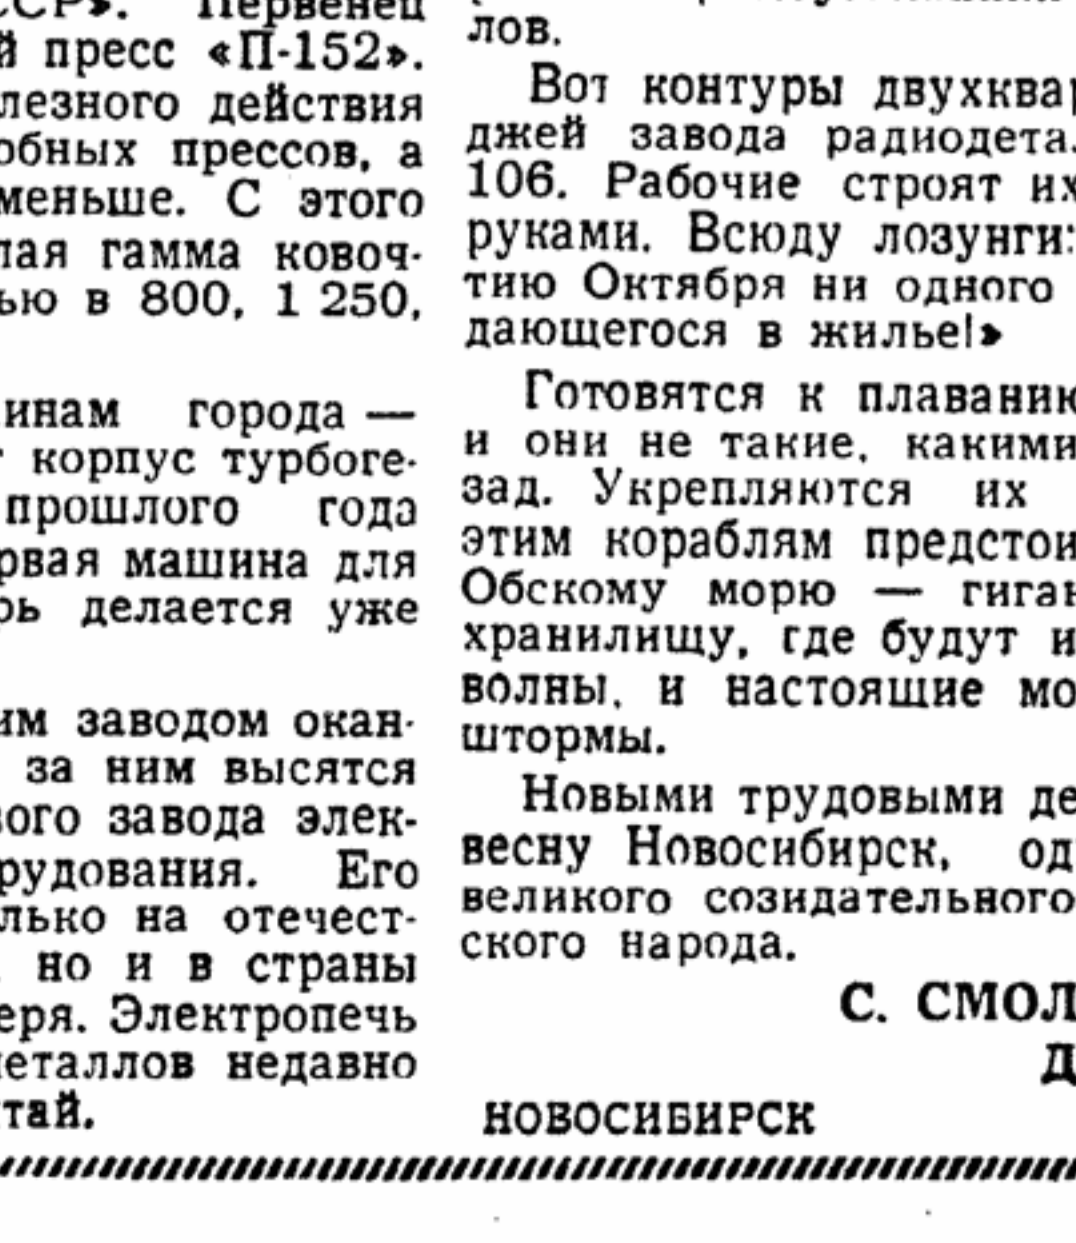 СССР». Первенец
й пресс «П-152».
лезного действия
обных прессов, а
меньше. С этого
лая гамма ковоч-
ью в 800, 1 250,
инам города —
корпус турбоге-
прошлого года
рвая машина для
рь делается уже
им заводом окан-
за ним высятся
вого завода элек-
рудования. Его
лько на отечест-
но и в страны
еря. Электропечь
металлов недавно
тай.
лов.
Вот контуры двухквар
джей завода радиодета
106. Рабочие строят их
руками. Всюду лозунги:
тию Октября ни одного
дающегося в жилье!»
Готовятся к плаванию
и они не такие, какими
зад. Укрепляются их
этим кораблям предстои
Обскому морю — гиган
хранилищу, где будут и
волны, и настоящие мо
штормы.
Новыми трудовыми де
весну Новосибирск, од
великого созидательного
ского народа.
С. СМОЛ
Д
НОВОСИБИРСК